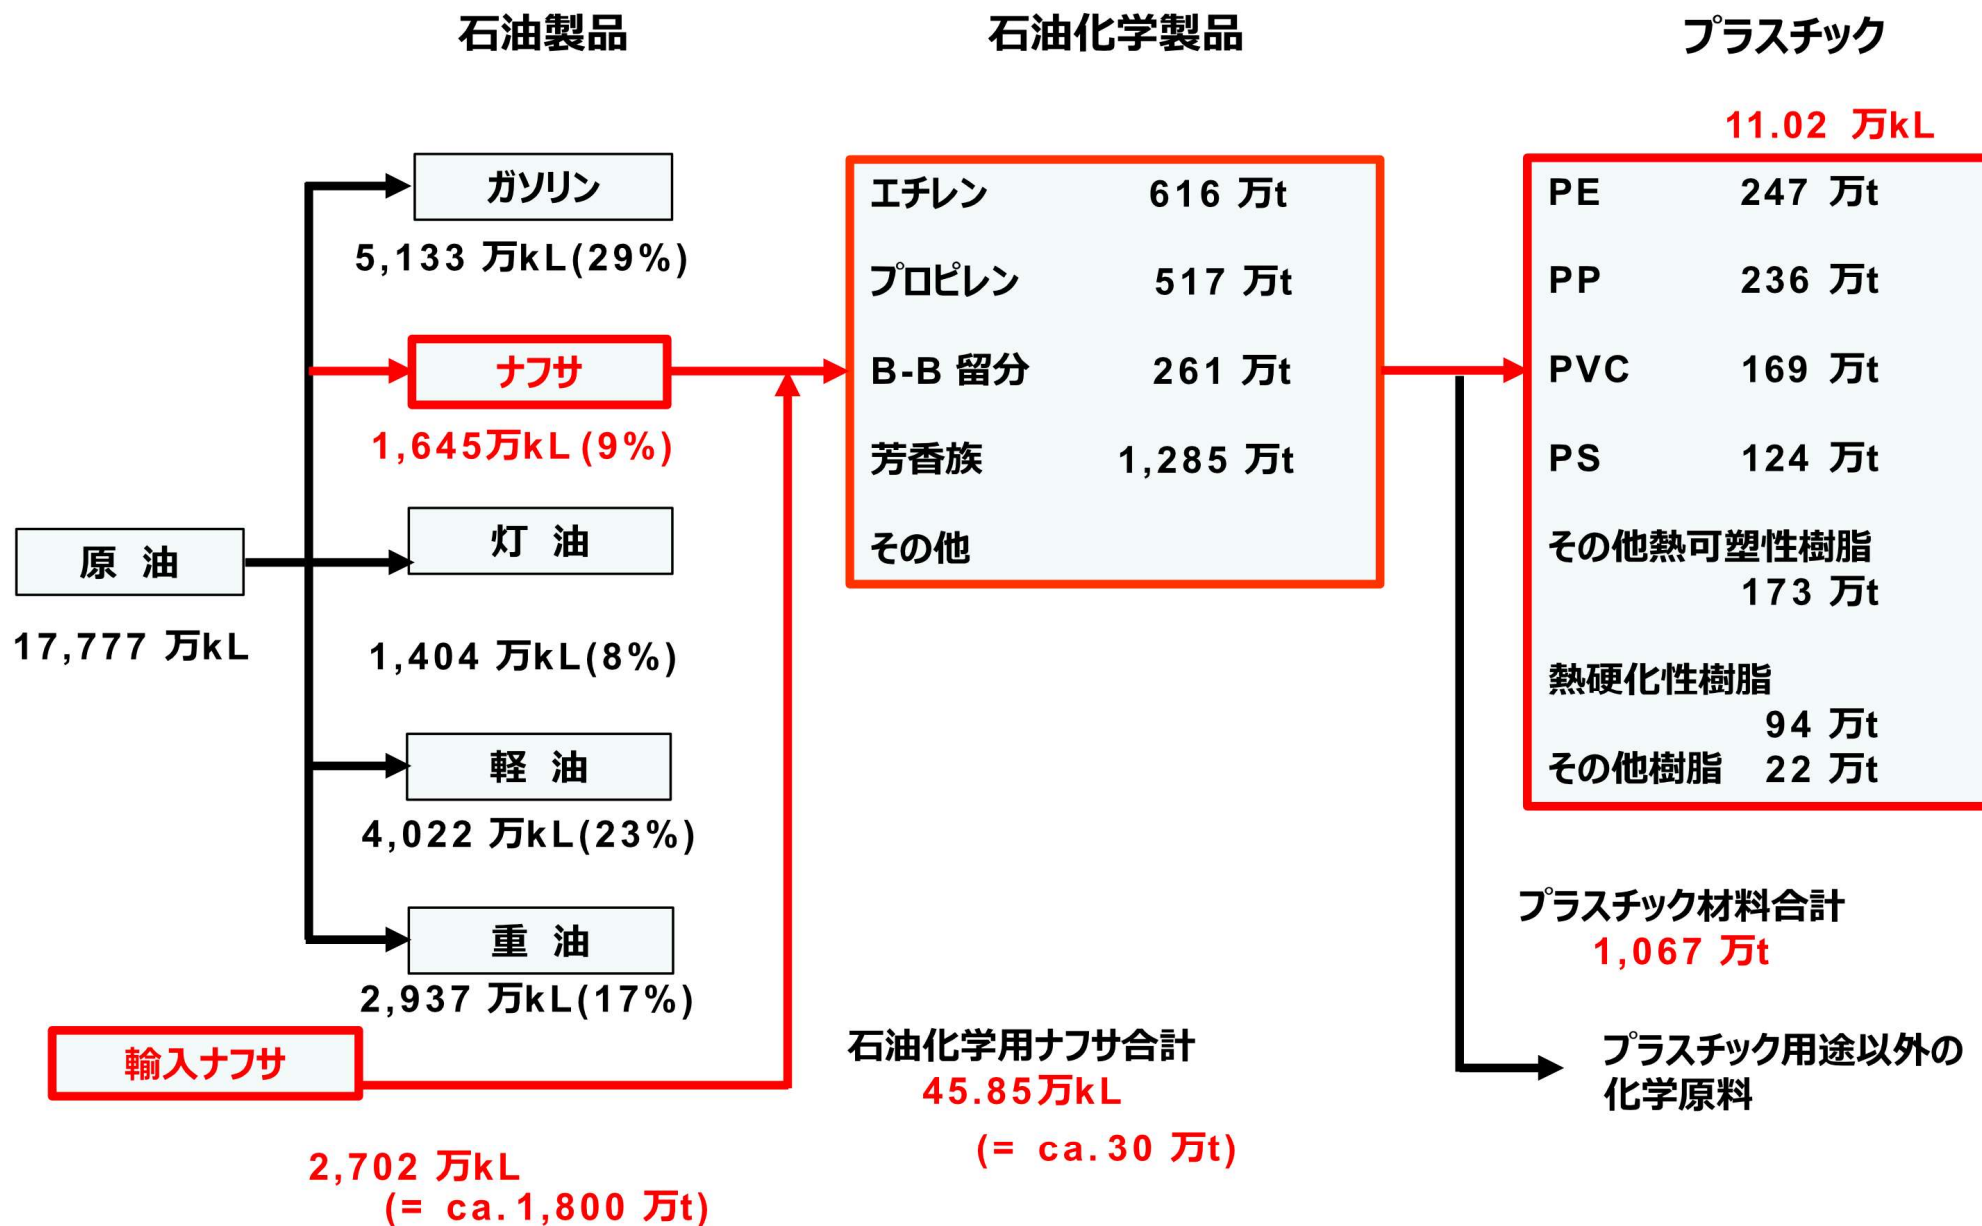 石油製品
石油化学製品
プラスチック
11.02 万kL
原 油
17,777 万kL
ガソリン
5,133 万kL(29%)
ナフサ
1,645万kL (9%)
灯 油
1,404 万kL(8%)
軽 油
4,022 万kL(23%)
重 油
2,937 万kL(17%)
輸入ナフサ
2,702 万kL
(= ca.1,800 万t)
エチレン 616 万t
プロピレン 517 万t
B-B 留分 261 万t
芳香族 1,285 万t
その他
石油化学用ナフサ合計
45.85万kL
(= ca.30 万t)
PE 247 万t
PP 236 万t
PVC 169 万t
PS 124 万t
その他熱可塑性樹脂
173 万t
熱硬化性樹脂
94 万t
その他樹脂 22 万t
プラスチック材料合計
1,067 万t
プラスチック用途以外の
化学原料